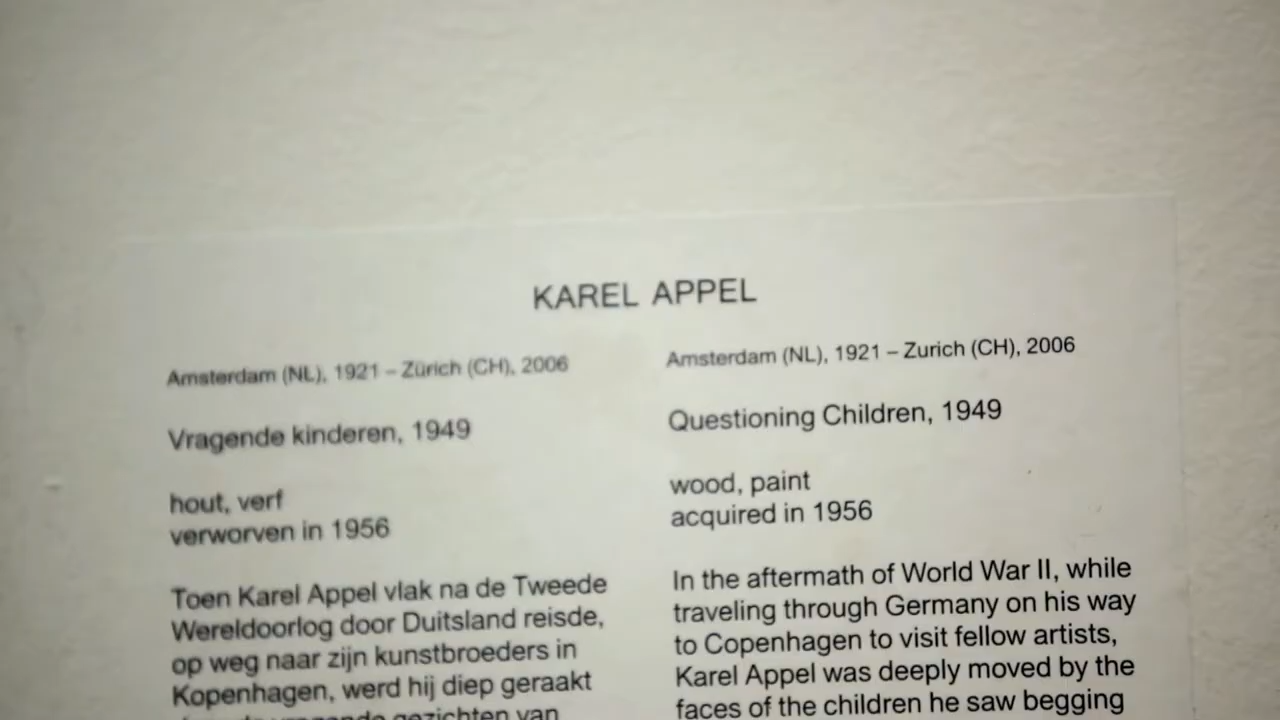 KAREL APPEL
Amsterdam (NL), 1921 – Zürich (CH), 2006
Vragende kinderen, 1949
hout, verf
verworven in 1956
Toen Karel Appel vlak na de Tweede
Wereldoorlog door Duitsland reisde,
op weg naar zijn kunstbroeders in
Kopenhagen, werd hij diep geraakt
gezichten van
Amsterdam (NL), 1921 – Zurich (CH), 2006
Questioning Children, 1949
wood, paint
acquired in 1956
In the aftermath of World War II, while
traveling through Germany on his way
to Copenhagen to visit fellow artists,
Karel Appel was deeply moved by the
faces of the children he saw begging